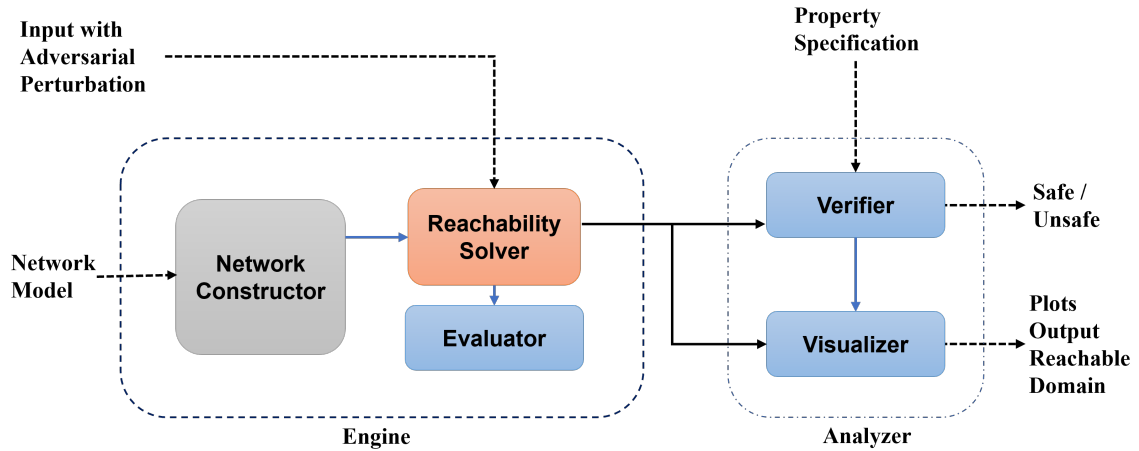 Input with
Adversarial
Perturbation
Property
Specification
Network
Model
Network
Constructor
Reachability
Solver
Evaluator
Engine
Verifier
Visualizer
Analyzer
Safe /
Unsafe
Plots
Output
Reachable
Domain